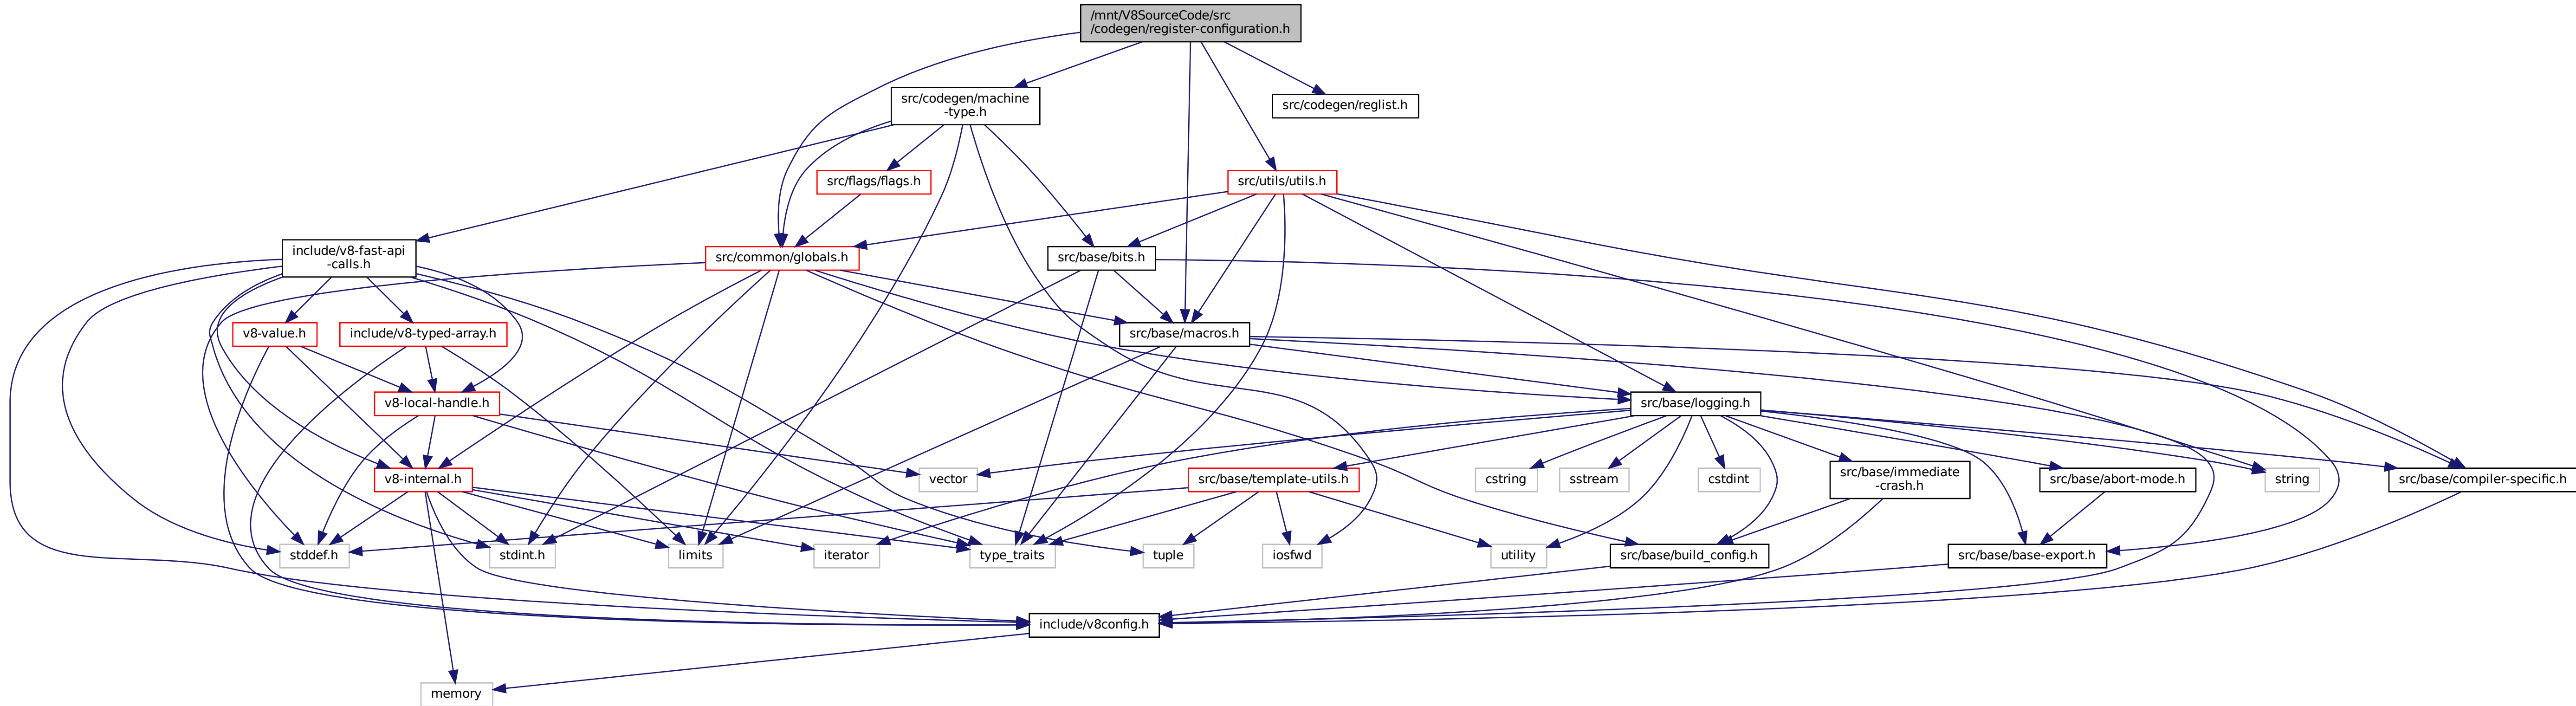 /mnt/V8SourceCode/src
/codegen/register-configuration.h
src/codegen/machine
-type.h
src/codegen/reglist.h
src/flags/flags.h
src/utils/utils.h
include/v8-fast-api
-calls.h
src/common/globals.h
src/base/bits.h
v8-value.h
include/v8-typed-array.h
src/base/macros.h
v8-local-handle.h
src/base/logging.h
v8-internal.h
vector
src/base/template-utils.h
cstring
sstream
cstdint
src/base/immediate
-crash.h
src/base/abort-mode.h
string
src/base/compiler-specific.h
stddef.h
stdint.h
limits
iterator
type_traits
tuple
iosfwd
utility
src/base/build_config.h
src/base/base-export.h
include/v8config.h
memory